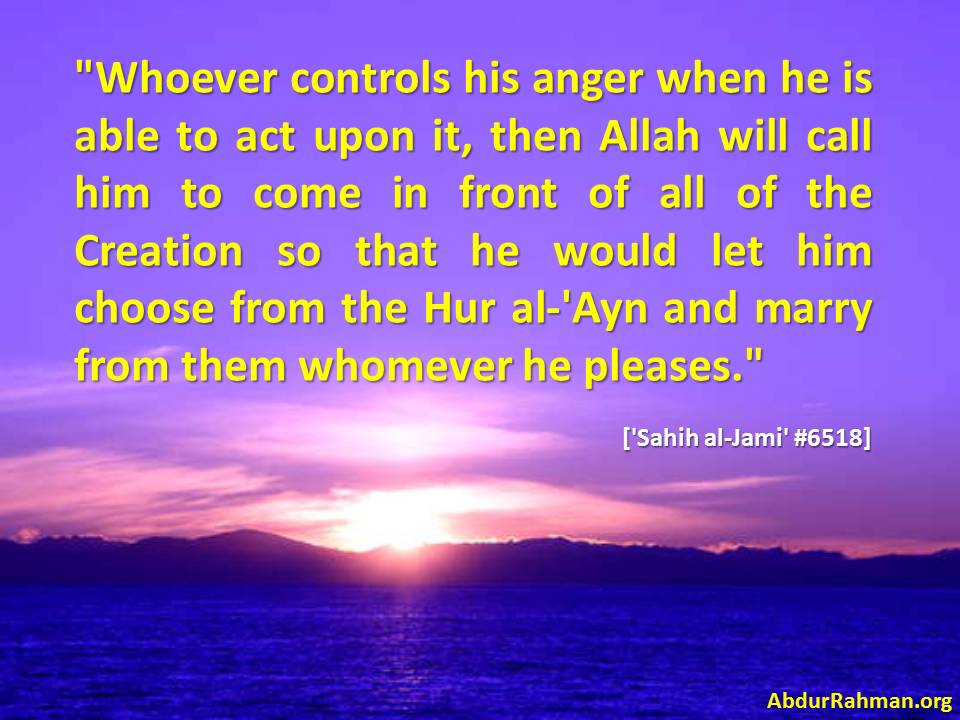 "Whoever controls his anger when he is
able to act upon it, then Allah will call
him to come in front of all of the
Creation so that he would let him
choose from the Hur al-'Ayn and marry
from them whomever he pleases."
['Sahih al-Jami' #6518]
AbdurRahman.org